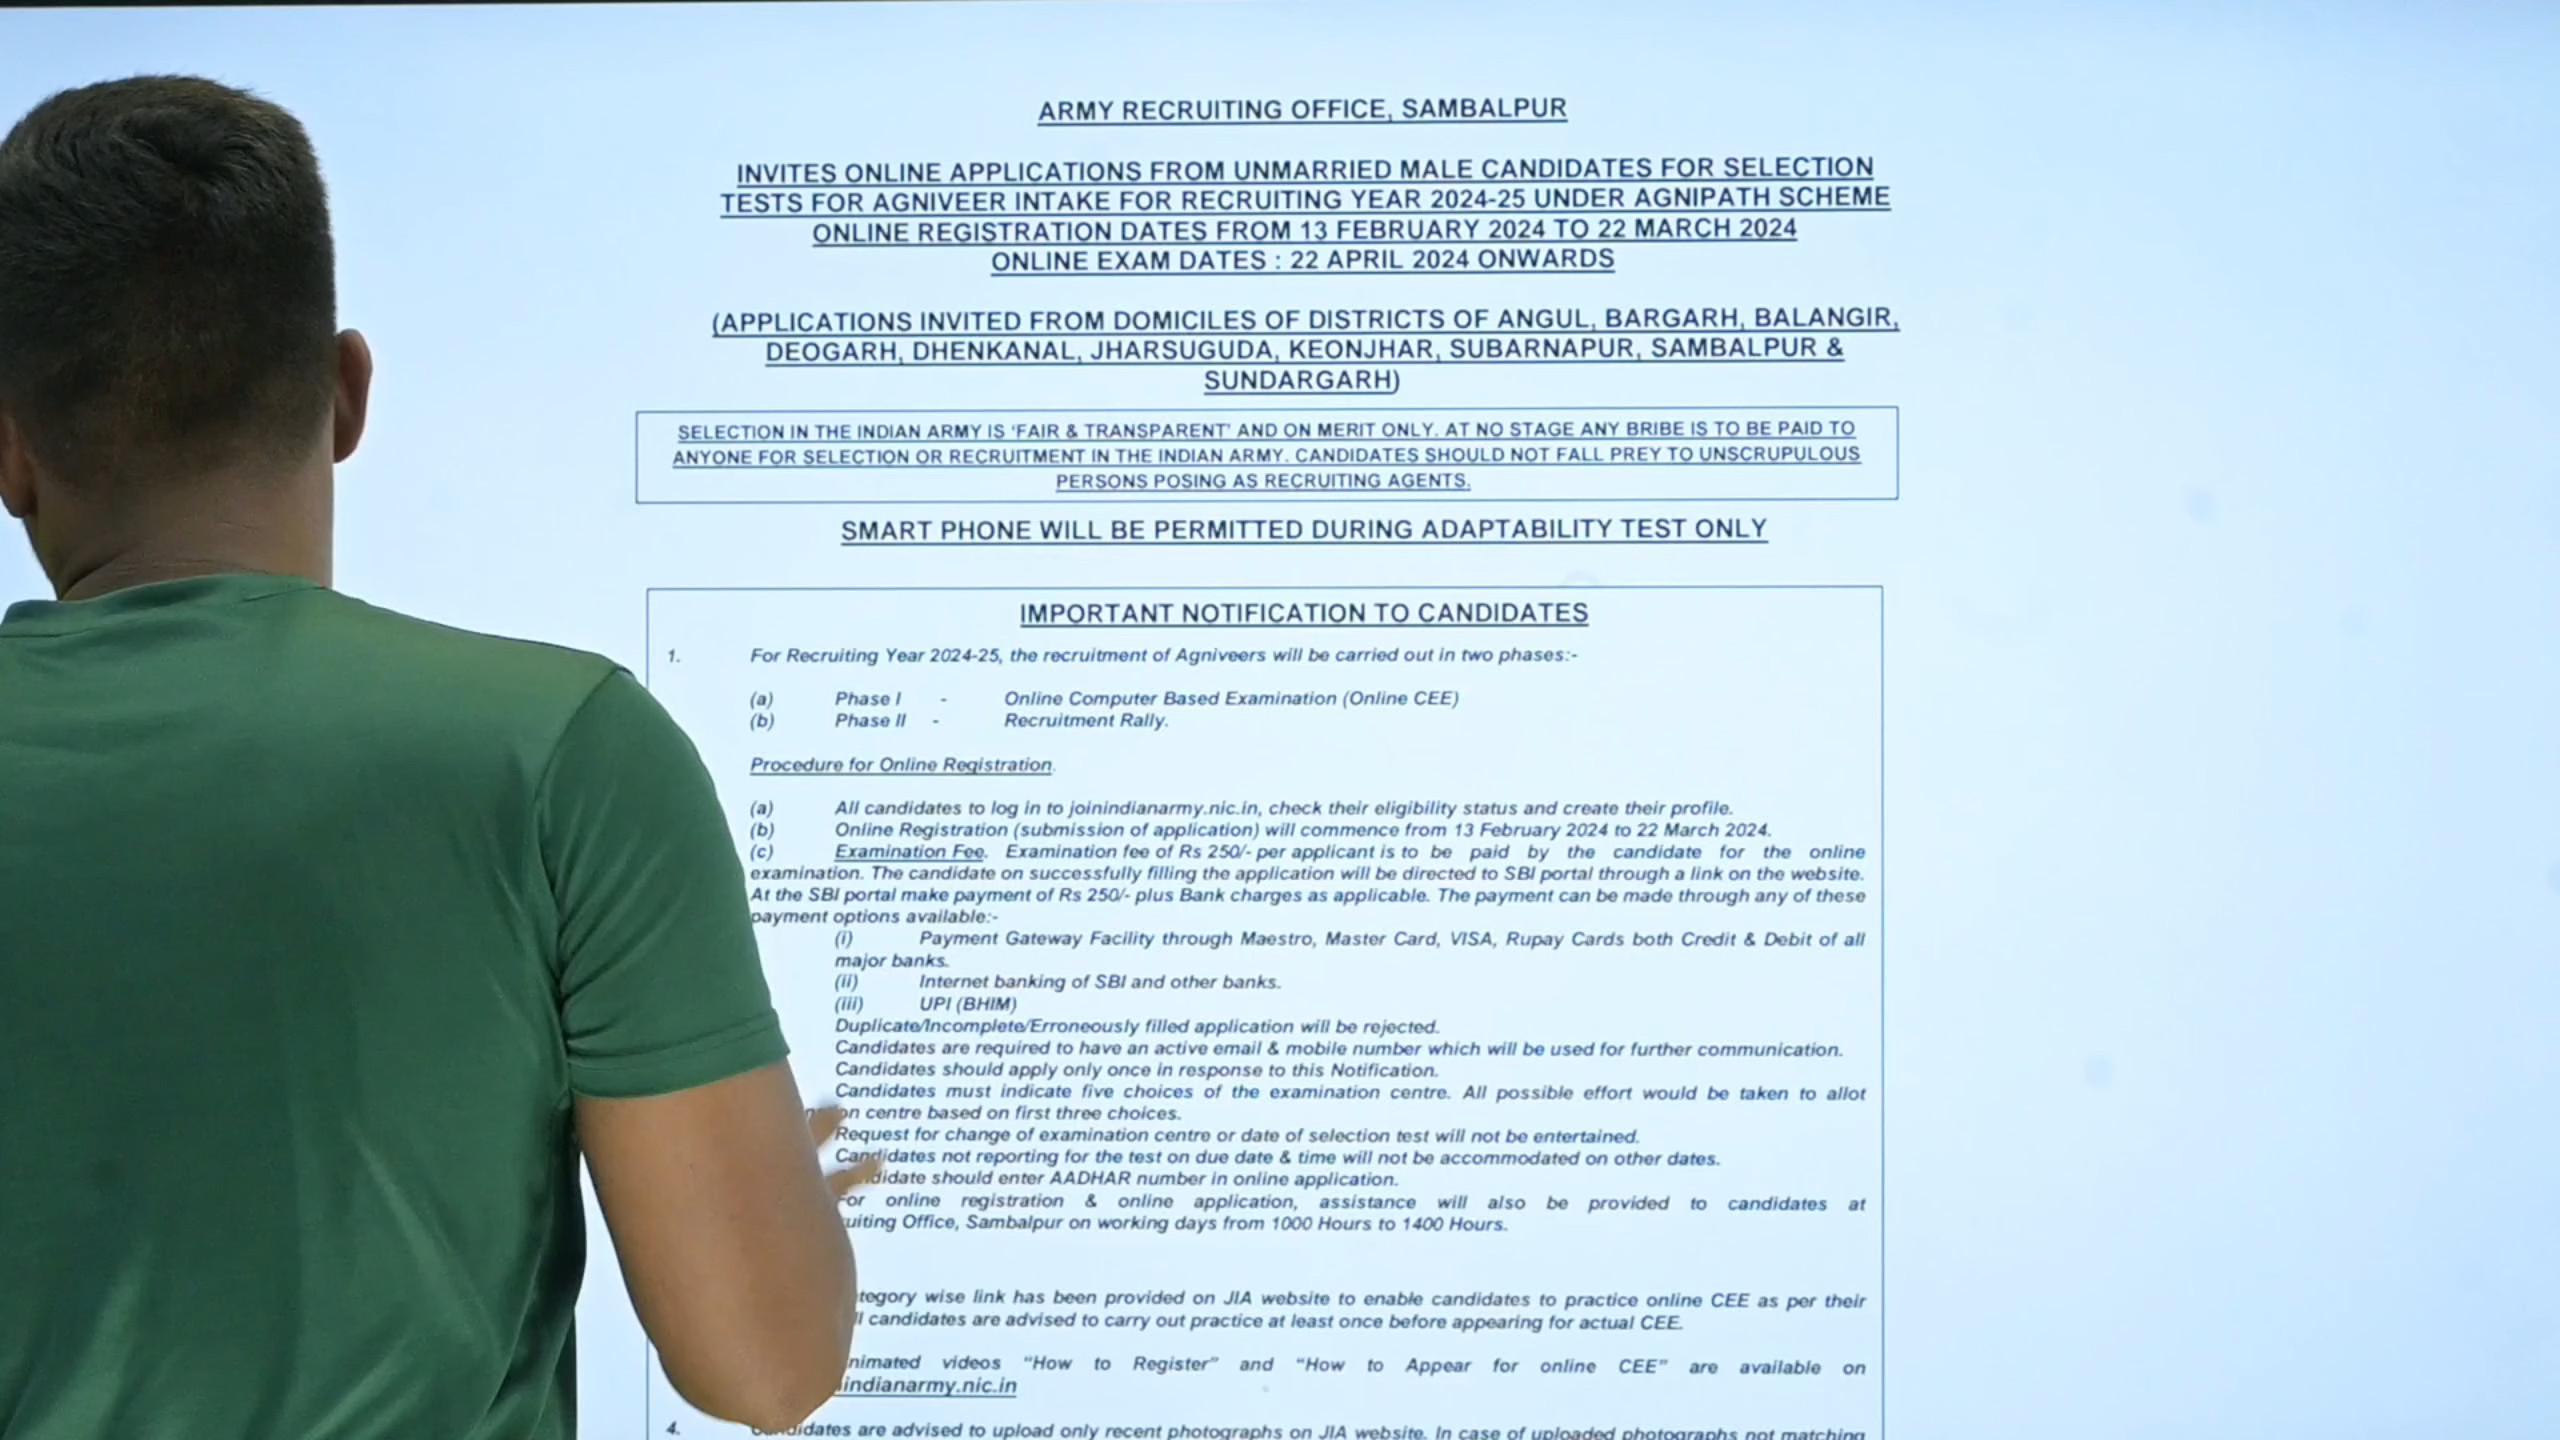 ARMY RECRUITING OFFICE, SAMBALPUR
INVITES ONLINE APPLICATIONS FROM UNMARRIED MALE CANDIDATES FOR SELECTION
TESTS FOR AGNIVEER INTAKE FOR RECRUITING YEAR 2024-25 UNDER AGNIPATH SCHEME
ONLINE REGISTRATION DATES FROM 13 FEBRUARY 2024 TO 22 MARCH 2024
ONLINE EXAM DATES : 22 APRIL 2024 ONWARDS
(APPLICATIONS INVITED FROM DOMICILES OF DISTRICTS OF ANGUL, BARGARH, BALANGIR,
DEOGARH, DHENKANAL, JHARSUGUDA, KEONJHAR, SUBARNAPUR, SAMBALPUR &
SUNDARGARH)
SELECTION IN THE INDIAN ARMY IS 'FAIR & TRANSPARENT' AND ON MERIT ONLY. AT NO STAGE ANY BRIBE IS TO BE PAID TO
ANYONE FOR SELECTION OR RECRUITMENT IN THE INDIAN ARMY. CANDIDATES SHOULD NOT FALL PREY TO UNSCRUPULOUS
PERSONS POSING AS RECRUITING AGENTS.
SMART PHONE WILL BE PERMITTED DURING ADAPTABILITY TEST ONLY
IMPORTANT NOTIFICATION TO CANDIDATES
1. For Recruiting Year 2024-25, the recruitment of Agniveers will be carried out in two phases:-
(a) Phase I - Online Computer Based Examination (Online CEE)
(b) Phase II - Recruitment Rally.
Procedure for Online Registration.
(a) All candidates to log in to joinindianarmy.nic.in, check their eligibility status and create their profile.
(b) Online Registration (submission of application) will commence from 13 February 2024 to 22 March 2024.
(c) Examination Fee. Examination fee of Rs 250/- per applicant is to be paid by the candidate for the online
examination. The candidate on successfully filling the application will be directed to SBI portal through a link on the website.
At the SBI portal make payment of Rs 250/- plus Bank charges as applicable. The payment can be made through any of these
payment options available:-
(i) Payment Gateway Facility through Maestro, Master Card, VISA, Rupay Cards both Credit & Debit of all
major banks.
(ii) Internet banking of SBI and other banks.
(iii) UPI (BHIM)
Duplicate/Incomplete/Erroneously filled application will be rejected.
Candidates are required to have an active email & mobile number which will be used for further communication.
Candidates should apply only once in response to this Notification.
Candidates must indicate five choices of the examination centre. All possible effort would be taken to allot
on centre based on first three choices.
Request for change of examination centre or date of selection test will not be entertained.
Candidates not reporting for the test on due date & time will not be accommodated on other dates.
didate should enter AADHAR number in online application.
For online registration & online application, assistance will also be provided to candidates at
uiting Office, Sambalpur on working days from 1000 Hours to 1400 Hours.
tegory wise link has been provided on JIA website to enable candidates to practice online CEE as per their
ll candidates are advised to carry out practice at least once before appearing for actual CEE.
nimated videos "How to Register" and "How to Appear for online CEE" are available on
indianarmy.nic.in
4. didates are advised to upload only recent photographs on JIA website. In case of uploaded photographs not matching